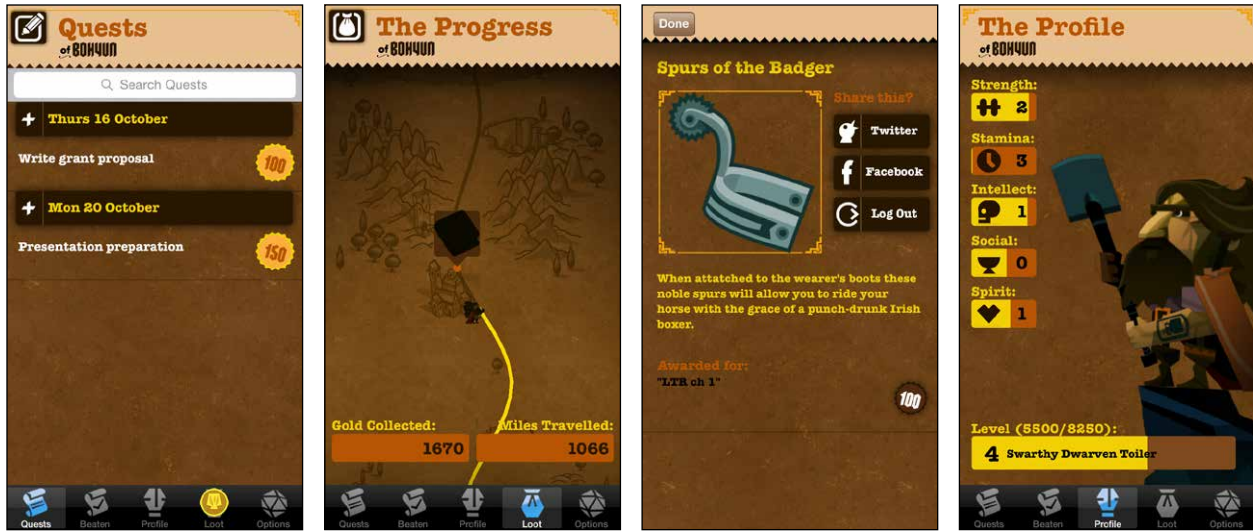 Quests
of BOHYUN
Search Quests
+ Thurs 16 October
Write grant proposal
100
+ Mon 20 October
Presentation preparation
150
Quests Beaten Profile Loot Options
The Progress
of BOHYUN
Gold Collected: Miles Travelled:
1670 1066
Quests Beaten Profile Loot Options
Done
Spurs of the Badger
Share this?
Twitter
Facebook
Log Out
When attatched to the wearer's boots these
noble spurs will allow you to ride your
horse with the grace of a punch-drunk Irish
boxer.
Awarded for:
"LTR ch 1"
100
The Profile
of BOHYUN
Strength:
2
Stamina:
3
Intellect:
1
Social:
0
Spirit:
1
Level (5500/8250):
4 Swarthy Dwarven Toiler
Quests Beaten Profile Loot Options